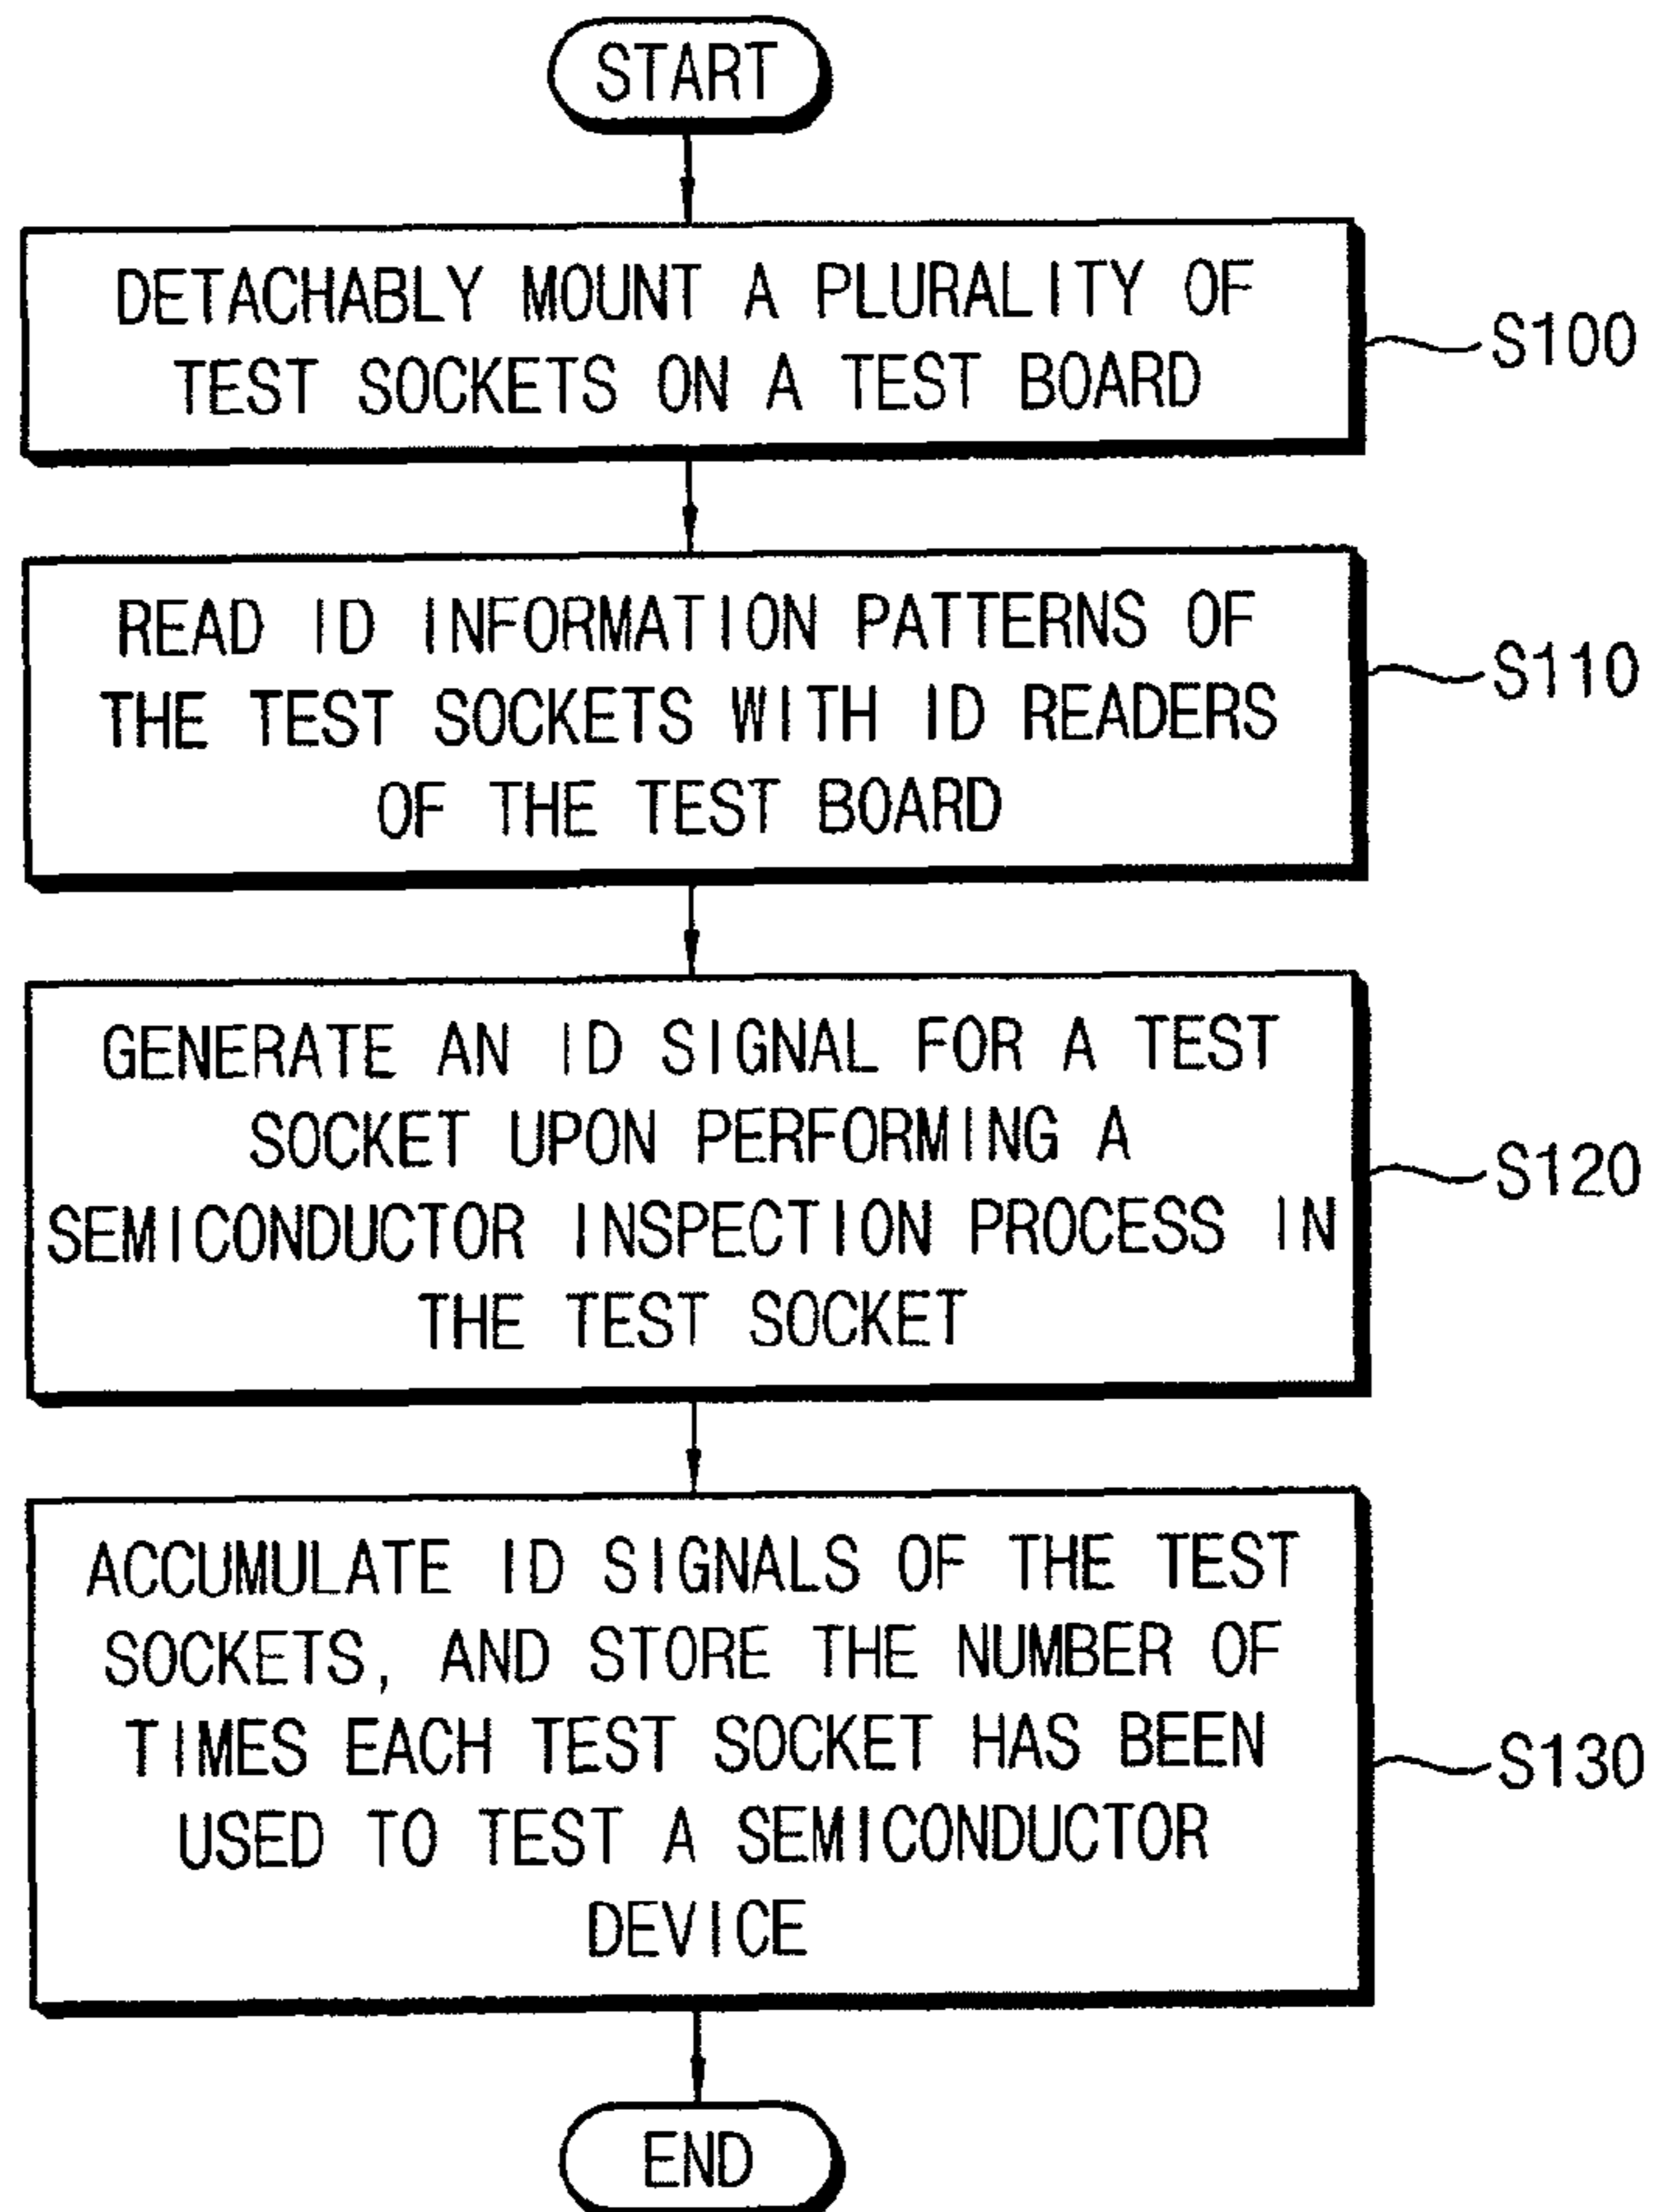 START
DETACHABLY MOUNT A PLURALITY OF
TEST SOCKETS ON A TEST BOARD
S100
READ ID INFORMATION PATTERNS OF
THE TEST SOCKETS WITH ID READERS
OF THE TEST BOARD
S110
GENERATE AN ID SIGNAL FOR A TEST
SOCKET UPON PERFORMING A
SEMICONDUCTOR INSPECTION PROCESS IN
THE TEST SOCKET
S120
ACCUMULATE ID SIGNALS OF THE TEST
SOCKETS, AND STORE THE NUMBER OF
TIMES EACH TEST SOCKET HAS BEEN
USED TO TEST A SEMICONDUCTOR
DEVICE
S130
END